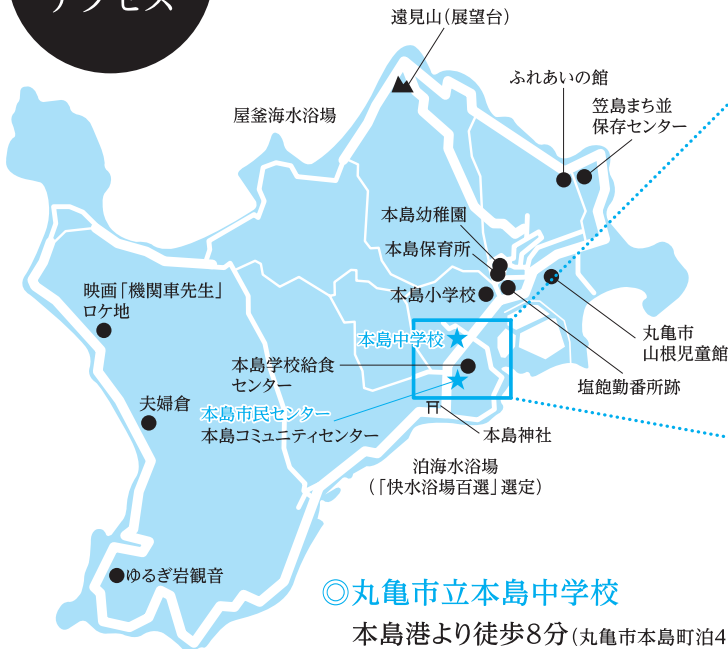 アクセス
遠見山（展望台）
ふれあいの館
笠島まち並
保存センター
屋釜海水浴場
本島幼稚園
本島保育所
本島小学校
映画「機関車先生」
ロケ地
本島中学校
丸亀市
山根児童館
本島学校給食
センター
塩飽勤番所跡
夫婦倉
本島市民センター
本島コミュニティセンター
本島神社
泊海水浴場
（「快水浴場百選」選定）
ゆるぎ岩観音
◎丸亀市立本島中学校
本島港より徒歩8分（丸亀市本島町泊4